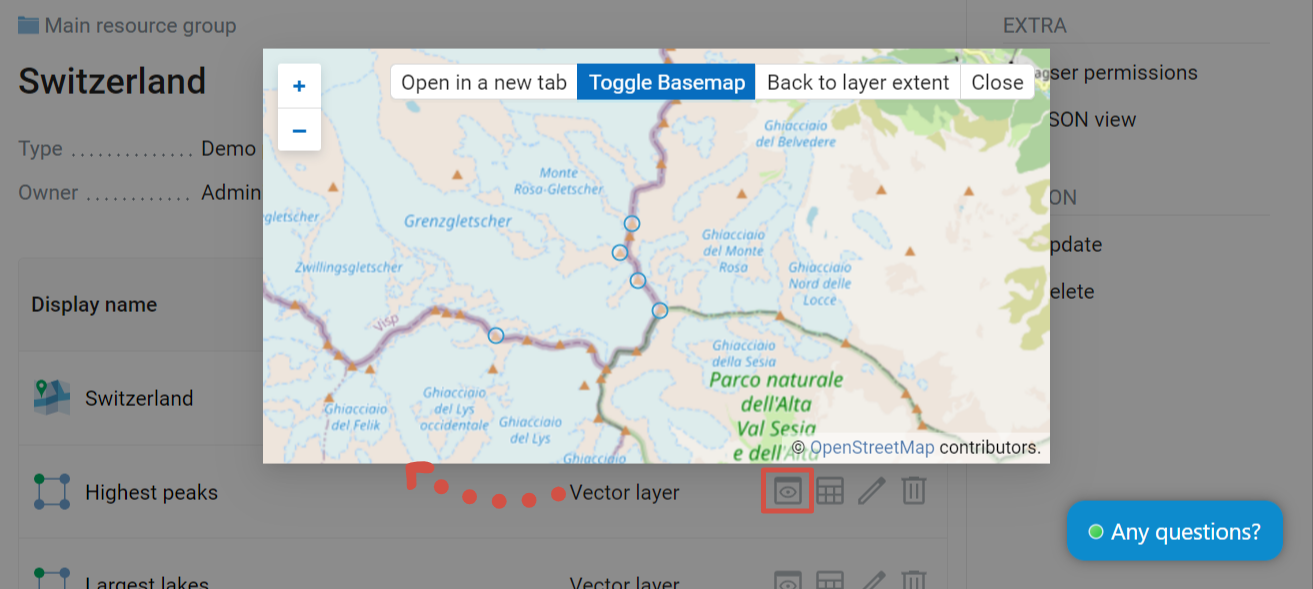 Main resource group
EXTRA
Switzerland
ser permissions
SON view
Type .............. Demo
Owner ............ Admin
ON
pdate
elete
Display name
Switzerland
Highest peaks
Vector layer
Largest lakes
Vector layer
+
−
Open in a new tab
Toggle Basemap
Back to layer extent
Close
Ghiacciaio
del Belvedere
Monte
Rosa-Gletscher
gletscher
Grenzgletscher
Ghiacciaio
del Monte
Rosa
Zwillingsgletscher
Ghiacciaio
Nord delle
Locce
Visp
Ghiacciaio
della Sesia
Parco naturale
dell'Alta
Val Sesia
e dell'Alta
Ghiacciaio
del Felik
Ghiacciaio
del Lys
occidentale
Ghiacciaio
del Lys
Ghiacciaio
© OpenStreetMap contributors.
Any questions?